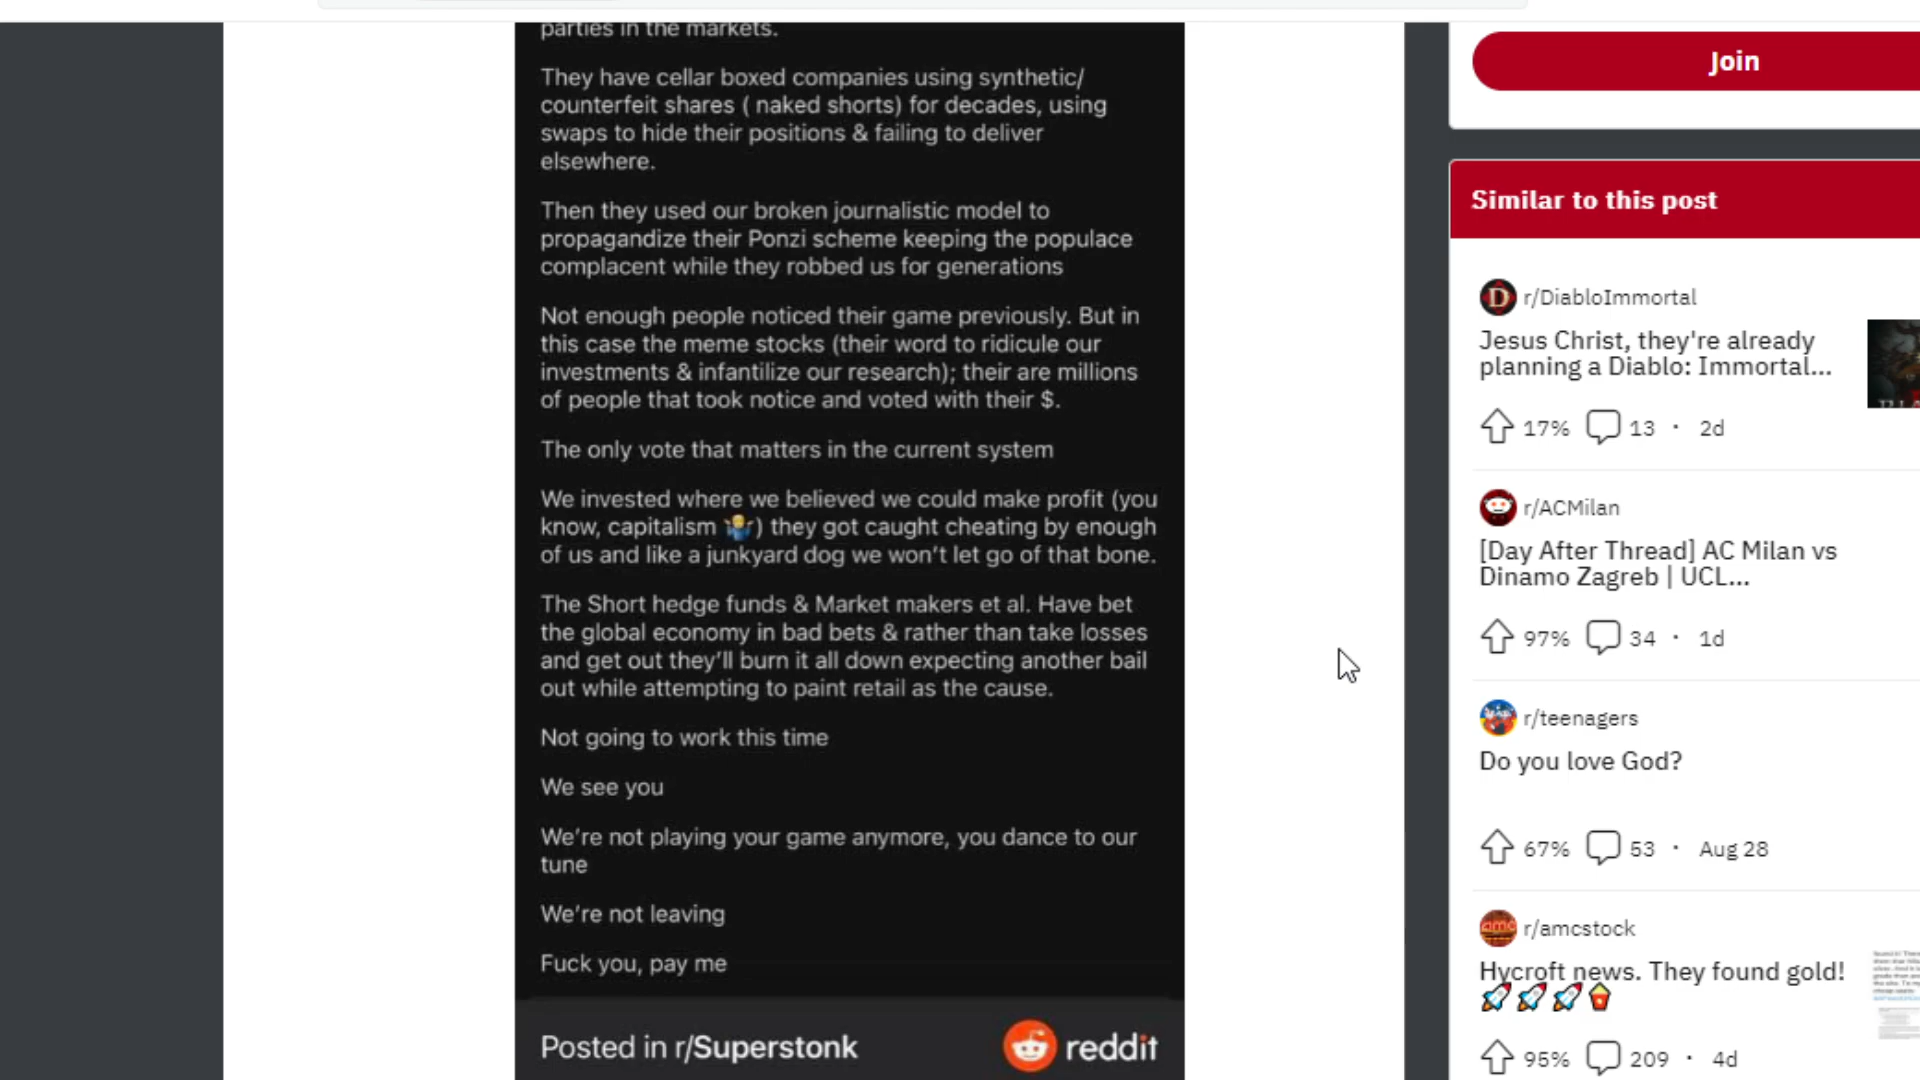 parties in the markets.
They have cellar boxed companies using synthetic/
counterfeit shares ( naked shorts) for decades, using
swaps to hide their positions & failing to deliver
elsewhere.
Then they used our broken journalistic model to
propagandize their Ponzi scheme keeping the populace
complacent while they robbed us for generations
Not enough people noticed their game previously. But in
this case the meme stocks (their word to ridicule our
investments & infantilize our research); their are millions
of people that took notice and voted with their $.
The only vote that matters in the current system
We invested where we believed we could make profit (you
know, capitalism 🤷) they got caught cheating by enough
of us and like a junkyard dog we won’t let go of that bone.
The Short hedge funds & Market makers et al. Have bet
the global economy in bad bets & rather than take losses
and get out they’ll burn it all down expecting another bail
out while attempting to paint retail as the cause.
Not going to work this time
We see you
We’re not playing your game anymore, you dance to our
tune
We’re not leaving
Fuck you, pay me
Posted in r/Superstonk
reddit
Join
Similar to this post
r/DiabloImmortal
Jesus Christ, they're already
planning a Diablo: Immortal...
17% 13 · 2d
r/ACMilan
[Day After Thread] AC Milan vs
Dinamo Zagreb | UCL...
97% 34 · 1d
r/teenagers
Do you love God?
67% 53 · Aug 28
amc
r/amcstock
Hycroft news. They found gold!
🚀🚀🚀🍿
95% 209 · 4d